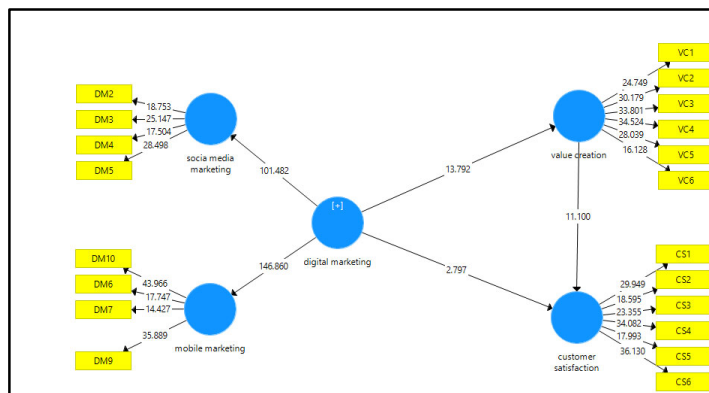 DM2
DM3
DM4
DM5
18.753
25.147
17.504
28.498
socia media
marketing
101.482
DM10
DM6
DM7
DM9
43.966
17.747
14.427
35.889
mobile marketing
146.860
[+]
digital marketing
13.792
2.797
value creation
11.100
24.749
30.179
33.801
34.524
28.039
16.128
VC1
VC2
VC3
VC4
VC5
VC6
customer
satisfaction
29.949
18.595
23.355
34.082
17.993
36.130
CS1
CS2
CS3
CS4
CS5
CS6